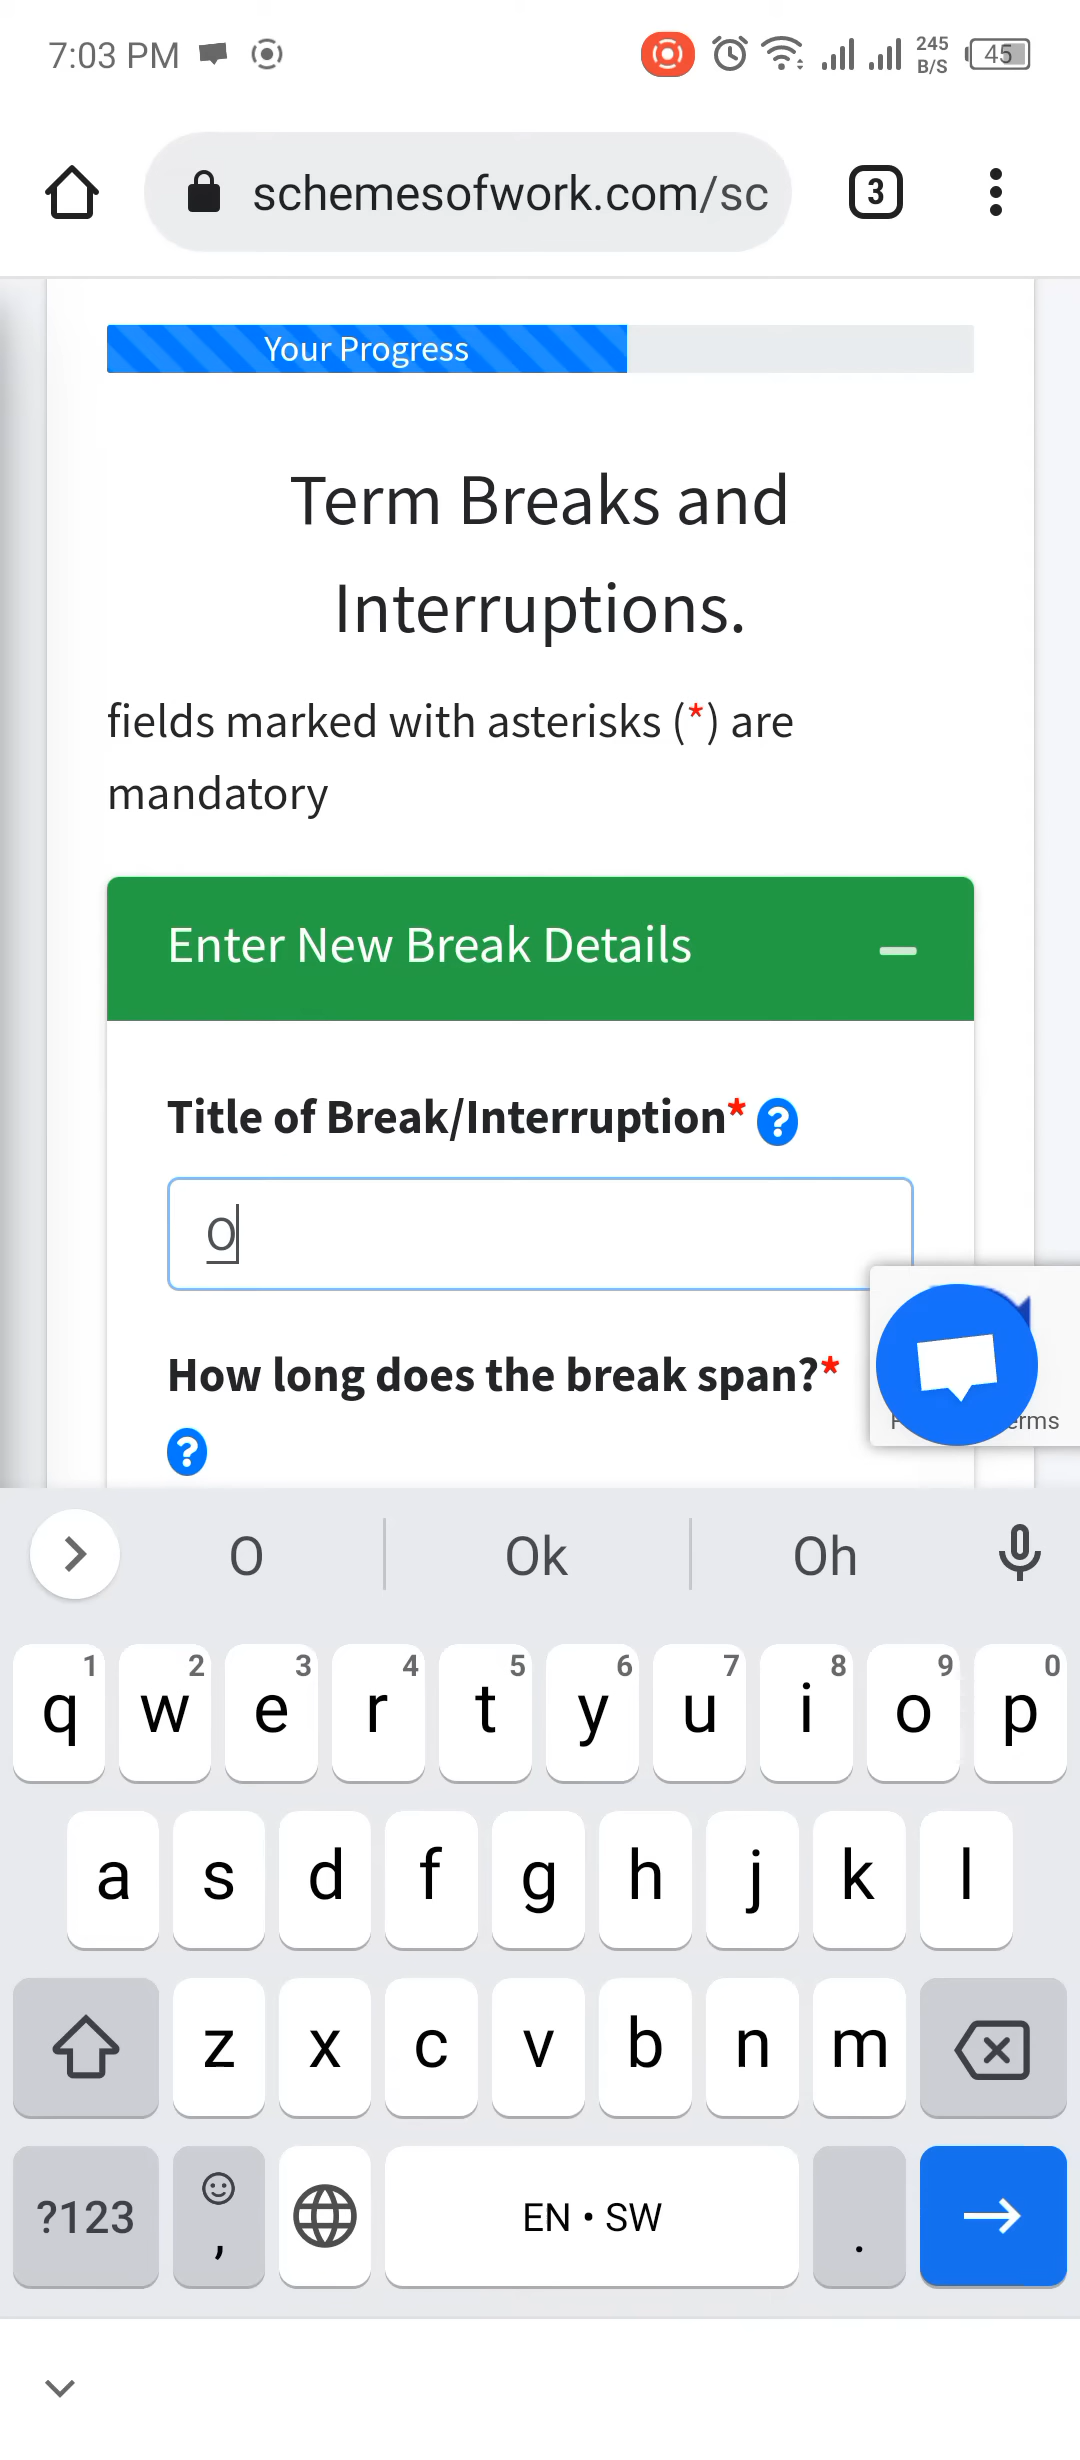 7:03 PM 245 B/S 45
schemesofwork.com/sc 3
Your Progress
Term Breaks and
Interruptions.
fields marked with asterisks (*) are
mandatory
Enter New Break Details
Title of Break/Interruption* ?
O
How long does the break span?*
?
erms
O Ok Oh
1 2 3 4 5 6 7 8 9 0
q w e r t y u i o p
a s d f g h j k l
z x c v b n m
?123 , EN • SW .